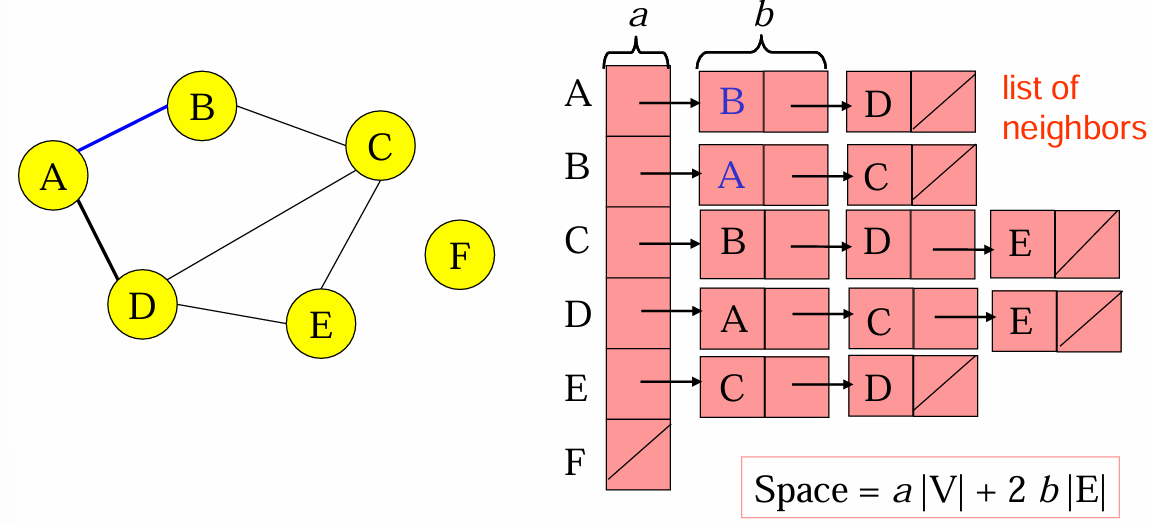 B
C
A
F
D
E
a b
A B D
B A C
C B D E
D A C E
E C D
F
list of
neighbors
Space = a |V| + 2 b |E|